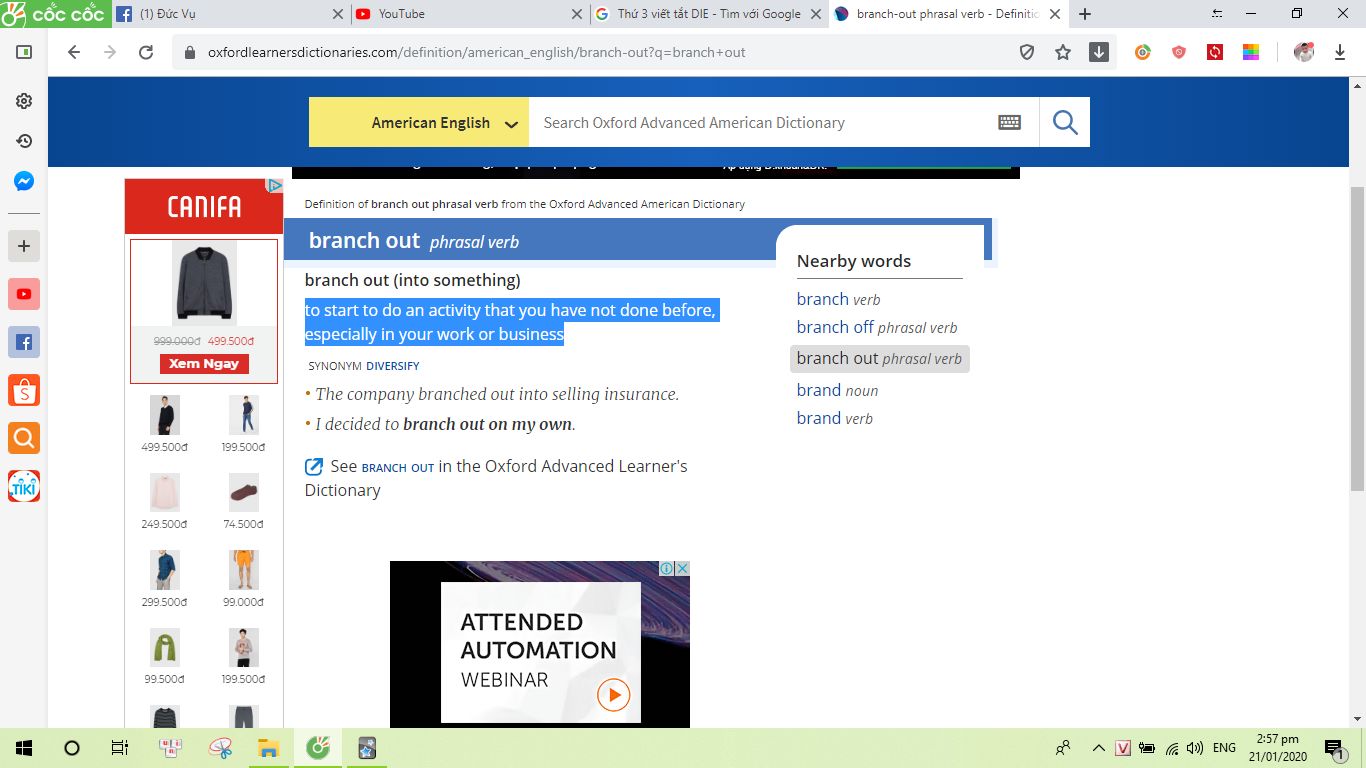 cốc cốc
(1) Đức Vụ
YouTube
Thứ 3 viết tắt DIE - Tìm với Google
branch-out phrasal verb - Definitio
oxfordlearnersdictionaries.com/definition/american_english/branch-out?q=branch+out
American English
Search Oxford Advanced American Dictionary
CANIFA
999.000đ 499.500đ
Xem Ngay
499.500đ 199.500đ
249.500đ 74.500đ
299.500đ 99.000đ
99.500đ 199.500đ
Definition of branch out phrasal verb from the Oxford Advanced American Dictionary
branch out phrasal verb
branch out (into something)
to start to do an activity that you have not done before,
especially in your work or business
SYNONYM DIVERSIFY
• The company branched out into selling insurance.
• I decided to branch out on my own.
See BRANCH OUT in the Oxford Advanced Learner's
Dictionary
Nearby words
branch verb
branch off phrasal verb
branch out phrasal verb
brand noun
brand verb
ATTENDED
AUTOMATION
WEBINAR
TIKI
ENG
2:57 pm
21/01/2020
1